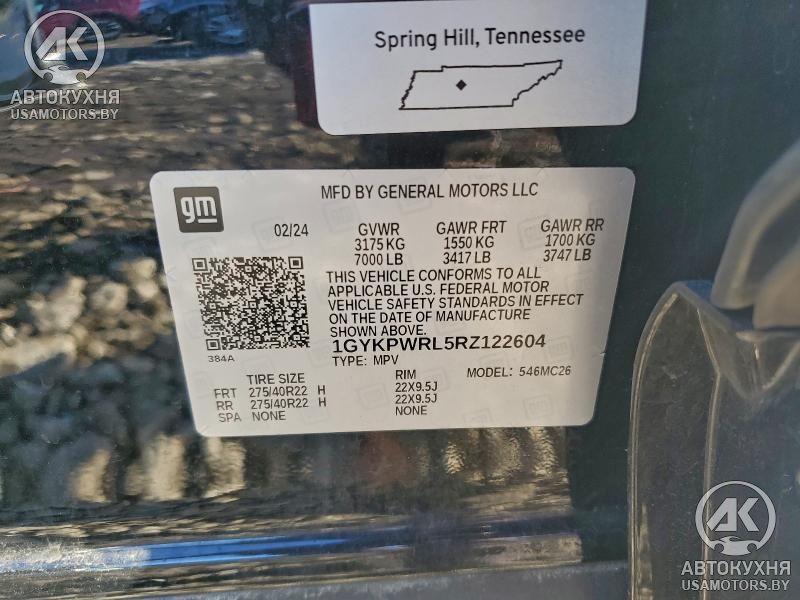 AK
АВТОКУХНЯ
USAMOTORS.BY
Spring Hill, Tennessee
gm
MFD BY GENERAL MOTORS LLC
02/24 GVWR GAWR FRT GAWR RR
3175 KG 1550 KG 1700 KG
7000 LB 3417 LB 3747 LB
THIS VEHICLE CONFORMS TO ALL
APPLICABLE U.S. FEDERAL MOTOR
VEHICLE SAFETY STANDARDS IN EFFECT
ON THE DATE OF MANUFACTURE
SHOWN ABOVE.
1GYKPWRL5RZ122604
384A
TYPE: MPV
MODEL: 546MC26
TIRE SIZE RIM
FRT 275/40R22 H 22X9.5J
RR 275/40R22 H 22X9.5J
SPA NONE NONE
AK
АВТОКУХНЯ
USAMOTORS.BY